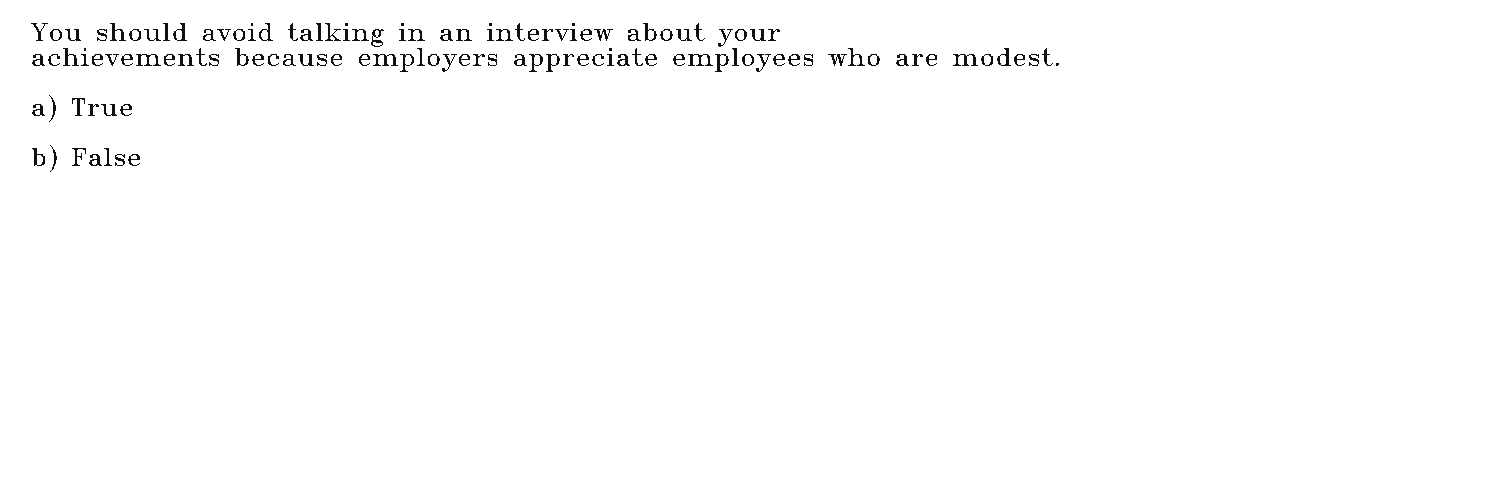 You should avoid talking in an interview about your
achievements because employers appreciate employees who are modest.
a) True
b) False